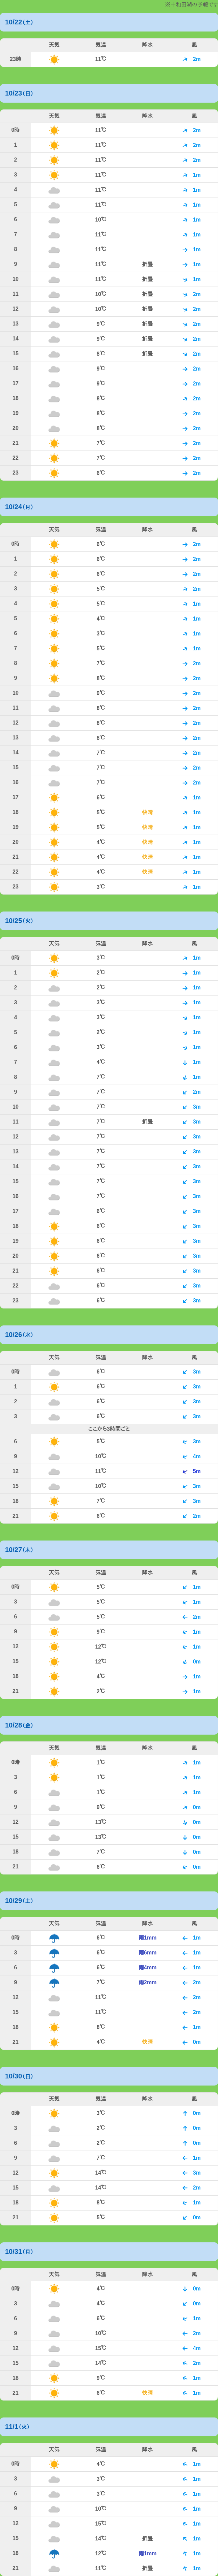 の予報です
10/22(土)
天気 気温 降水 風
23時 11℃ 2m
10/23(日)
天気 気温 降水 風
0時 11℃ 2m
1 11℃ 2m
2 11℃ 2m
3 11℃ 1m
4 11℃ 1m
5 11℃ 1m
6 10℃ 1m
7 11℃ 1m
8 11℃ 1m
9 11℃ 折曇 1m
10 11℃ 折曇 1m
11 10℃ 折曇 2m
12 10℃ 折曇 2m
13 9℃ 折曇 2m
14 9℃ 折曇 2m
15 8℃ 折曇 2m
16 9℃ 2m
17 9℃ 2m
18 8℃ 2m
19 8℃ 2m
20 8℃ 2m
21 7℃ 2m
22 7℃ 2m
23 6℃ 2m
10/24(月)
天気 気温 降水 風
0時 6℃ 2m
1 6℃ 2m
2 6℃ 2m
3 5℃ 2m
4 5℃ 1m
5 4℃ 1m
6 3℃ 1m
7 5℃ 1m
8 7℃ 2m
9 8℃ 2m
10 9℃ 2m
11 8℃ 2m
12 8℃ 2m
13 8℃ 2m
14 7℃ 2m
15 7℃ 2m
16 7℃ 2m
17 6℃ 1m
18 5℃ 快晴 1m
19 5℃ 快晴 1m
20 4℃ 快晴 1m
21 4℃ 快晴 1m
22 4℃ 快晴 1m
23 3℃ 1m
10/25(火)
天気 気温 降水 風
0時 3℃ 1m
1 2℃ 1m
2 2℃ 1m
3 3℃ 1m
4 3℃ 1m
5 2℃ 1m
6 3℃ 1m
7 4℃ 1m
8 7℃ 1m
9 7℃ 2m
10 7℃ 3m
11 7℃ 折曇 3m
12 7℃ 3m
13 7℃ 3m
14 7℃ 3m
15 7℃ 3m
16 7℃ 3m
17 6℃ 3m
18 6℃ 3m
19 6℃ 3m
20 6℃ 3m
21 6℃ 3m
22 6℃ 3m
23 6℃ 3m
10/26(水)
天気 気温 降水 風
0時 6℃ 3m
1 6℃ 3m
2 6℃ 3m
3 6℃ 3m
ここから3時間ごと
6 5℃ 3m
9 10℃ 4m
12 11℃ 5m
15 10℃ 3m
18 7℃ 3m
21 6℃ 2m
10/27(木)
天気 気温 降水 風
0時 5℃ 1m
3 5℃ 1m
6 5℃ 2m
9 9℃ 1m
12 12℃ 1m
15 12℃ 0m
18 4℃ 1m
21 2℃ 1m
10/28(金)
天気 気温 降水 風
0時 1℃ 1m
3 1℃ 1m
6 1℃ 1m
9 9℃ 0m
12 13℃ 0m
15 13℃ 0m
18 7℃ 0m
21 6℃ 0m
10/29(土)
天気 気温 降水 風
0時 6℃ 雨1mm 1m
3 6℃ 雨6mm 1m
6 6℃ 雨4mm 1m
9 7℃ 雨2mm 2m
12 11℃ 2m
15 11℃ 2m
18 8℃ 1m
21 4℃ 快晴 0m
10/30(日)
天気 気温 降水 風
0時 3℃ 0m
3 2℃ 0m
6 2℃ 0m
9 7℃ 1m
12 14℃ 3m
15 14℃ 2m
18 8℃ 1m
21 5℃ 0m
10/31(月)
天気 気温 降水 風
0時 4℃ 0m
3 4℃ 0m
6 6℃ 1m
9 10℃ 2m
12 15℃ 4m
15 14℃ 2m
18 9℃ 1m
21 6℃ 快晴 1m
11/1(火)
天気 気温 降水 風
0時 4℃ 1m
3 3℃ 1m
6 3℃ 1m
9 10℃ 1m
12 15℃ 1m
15 14℃ 折曇 1m
18 12℃ 雨1mm 1m
21 11℃ 折曇 1m